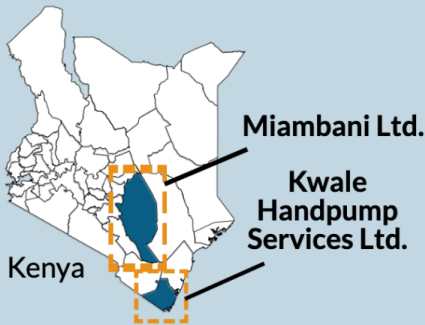 Miambani Ltd.
Kwale
Handpump
Services Ltd.
Kenya